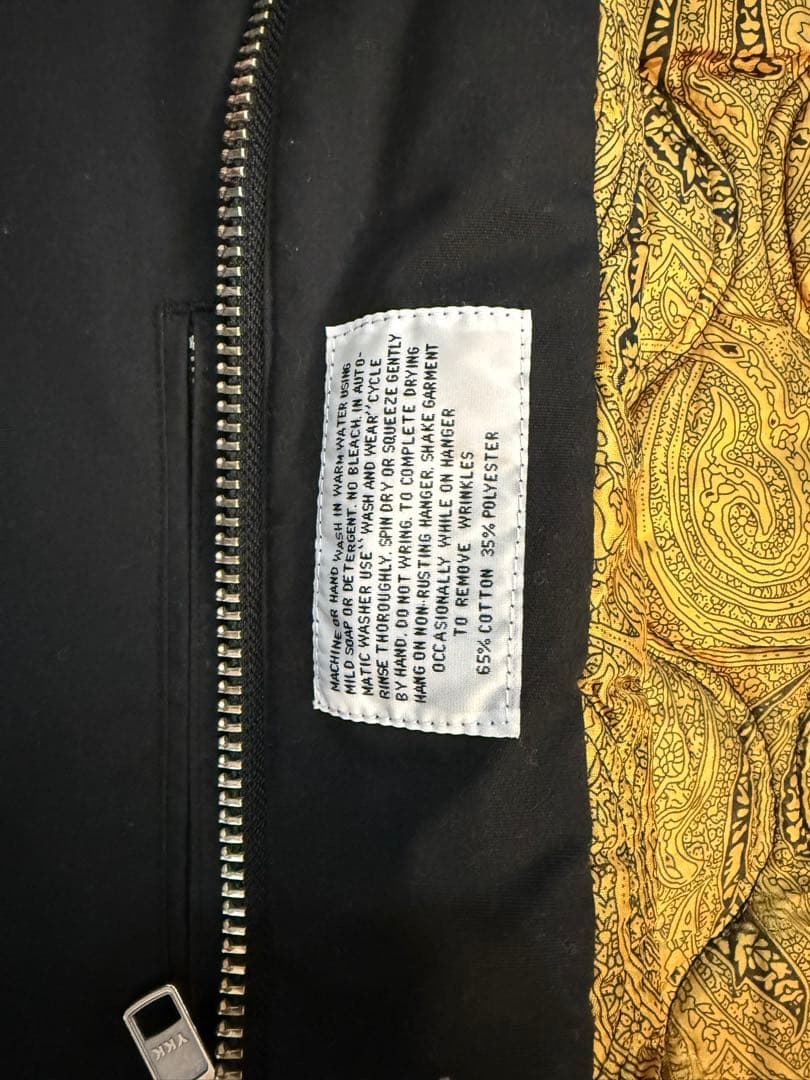 MACHINE OR HAND WASH IN WARM WATER USING
MILD SOAP OR DETERGENT. NO BLEACH. IN AUTO-
MATIC WASHER USE "WASH AND WEAR" CYCLE
RINSE THOROUGHLY. SPIN DRY OR SQUEEZE GENTLY
BY HAND. DO NOT WRING. TO COMPLETE DRYING
HANG ON NON-RUSTING HANGER. SHAKE GARMENT
OCCASIONALLY WHILE ON HANGER
TO REMOVE WRINKLES
65% COTTON 35% POLYESTER
YKK